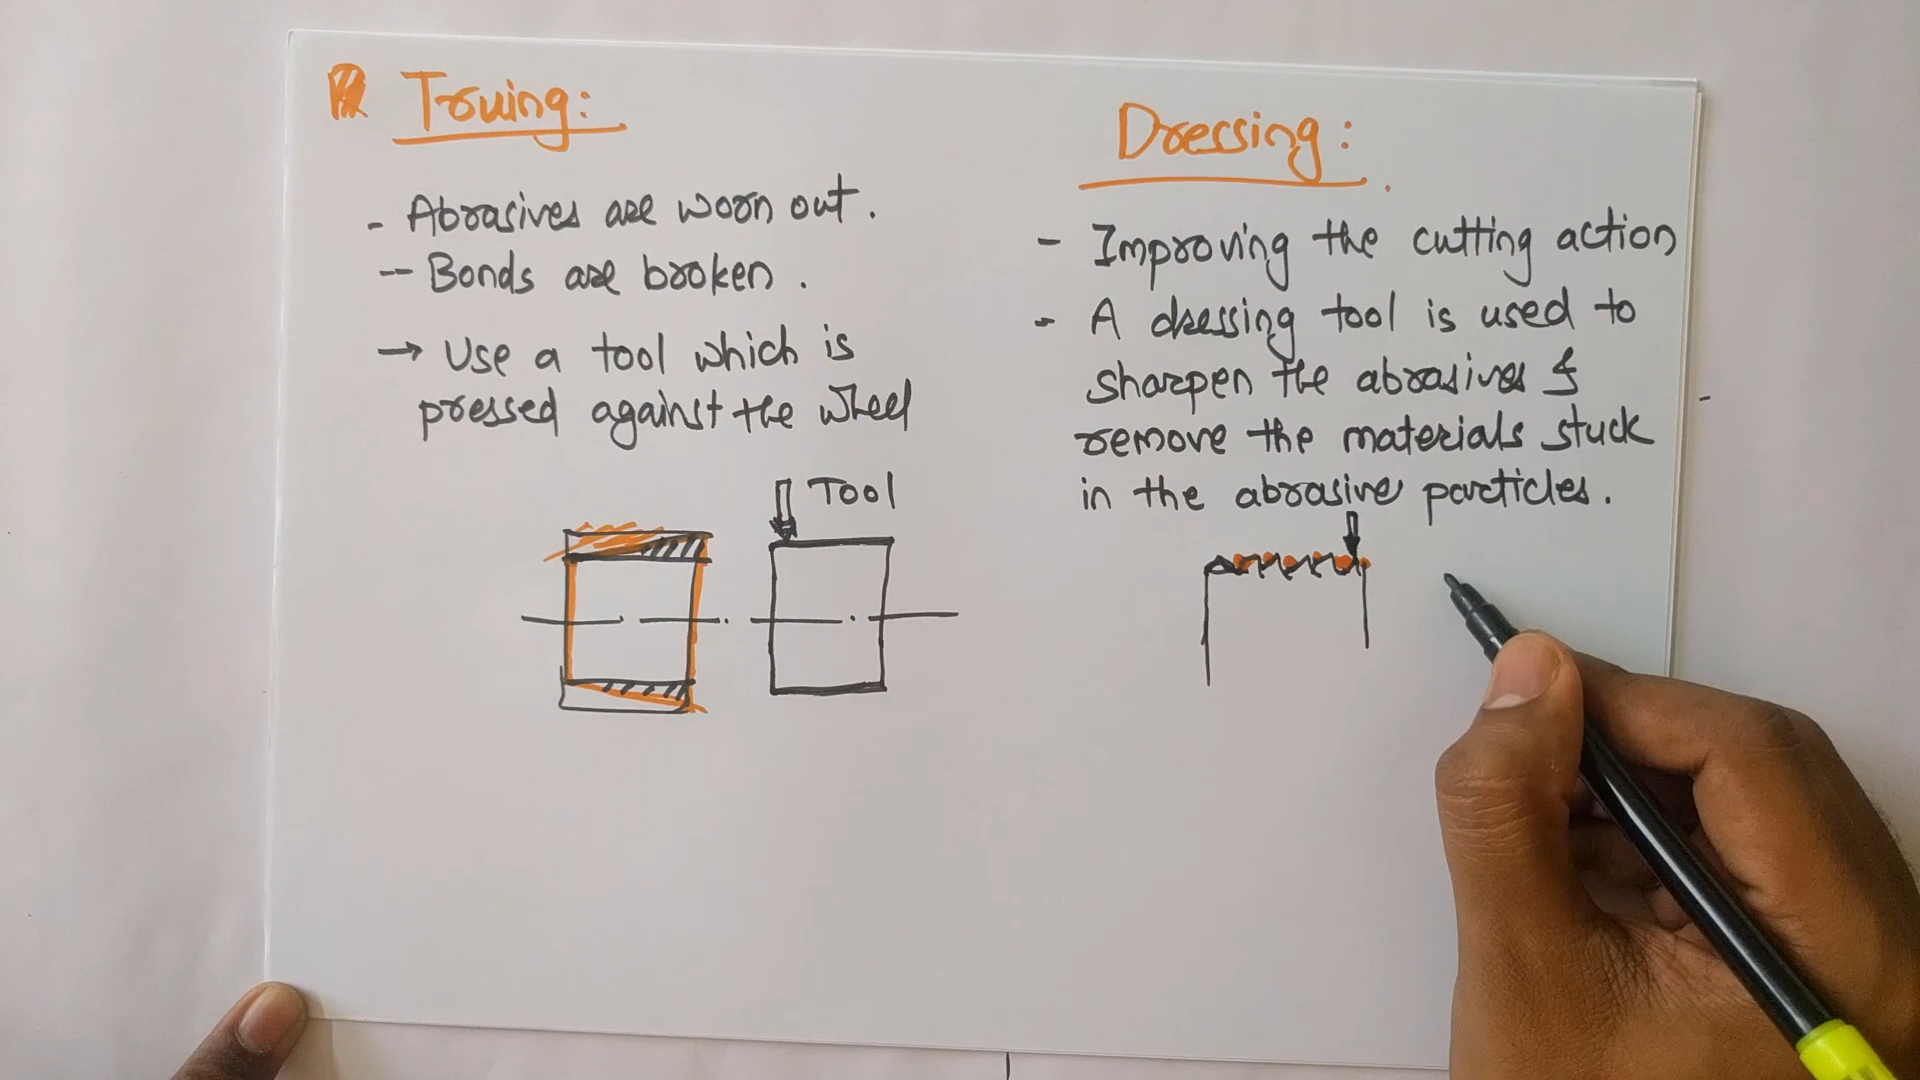 Truing:
- Abrasives are worn out.
-- Bonds are broken.
→ Use a tool which is
pressed against the wheel
Tool
Dressing:
- Improving the cutting action
- A dressing tool is used to
sharpen the abrasives &
remove the materials stuck
in the abrasive particles.